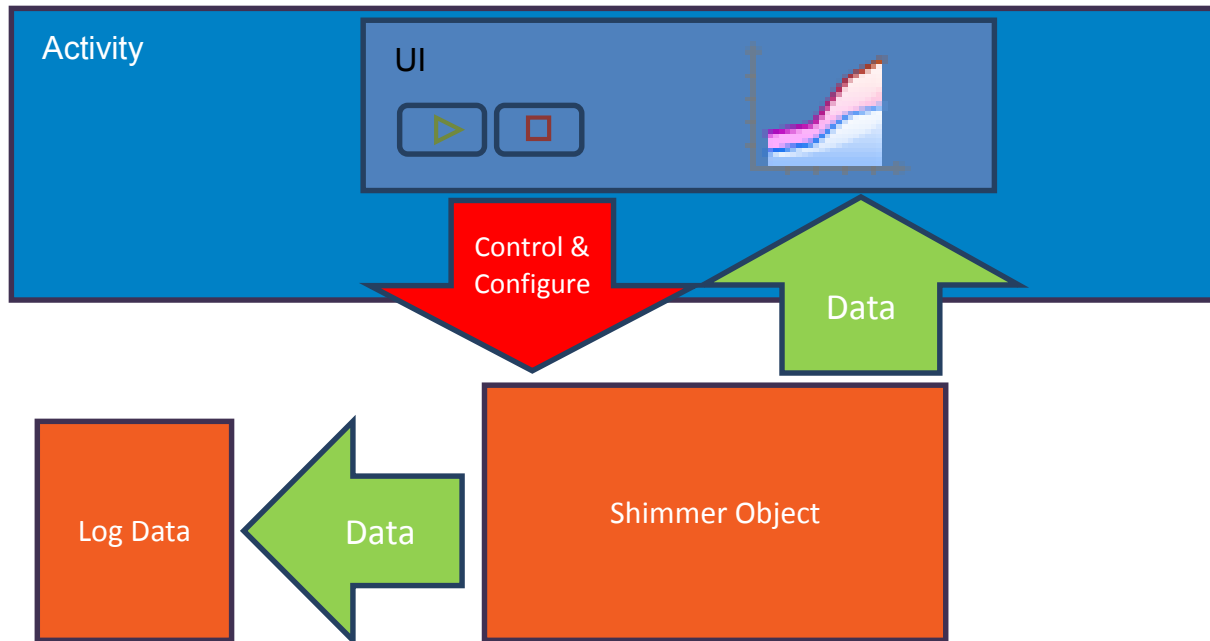 Activity
UI
Control &
Configure
Data
Log Data
Data
Shimmer Object